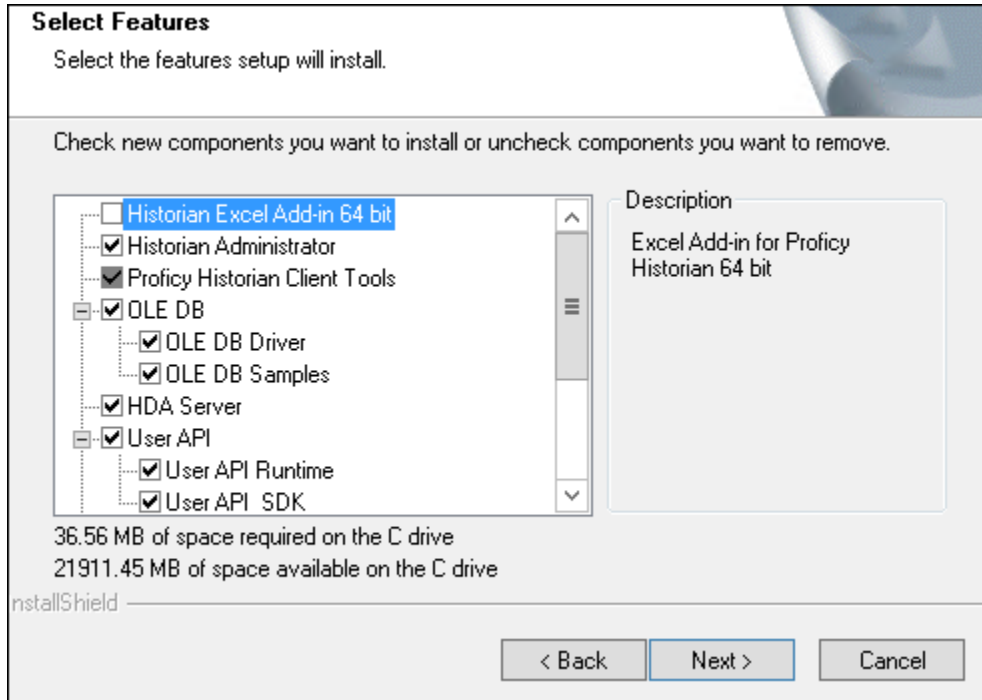 Select Features
Select the features setup will install.
Check new components you want to install or uncheck components you want to remove.
Historian Excel Add-in 64 bit
Historian Administrator
Proficy Historian Client Tools
OLE DB
OLE DB Driver
OLE DB Samples
HDA Server
User API
User API Runtime
User API  SDK
Description
Excel Add-in for Proficy
Historian 64 bit
36.56 MB of space required on the C drive
21911.45 MB of space available on the C drive
nstallShield
< Back
Next >
Cancel